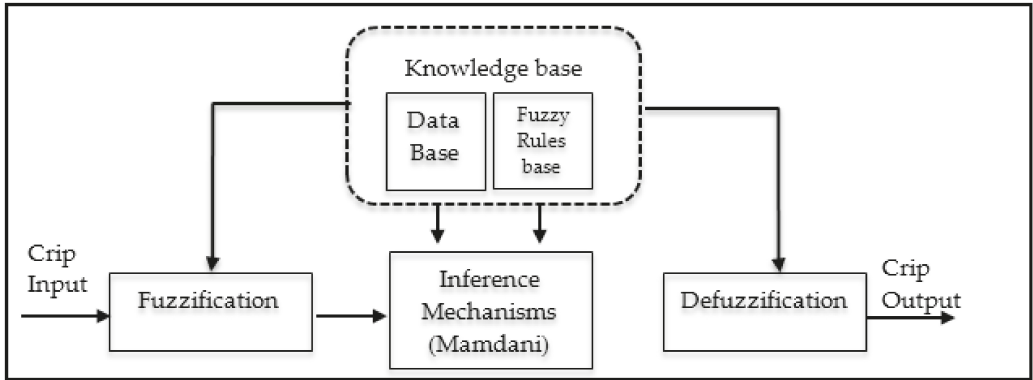 Knowledge base
Data
Base
Fuzzy
Rules
base
Crip
Input
Fuzzification
Inference
Mechanisms
(Mamdani)
Defuzzification
Crip
Output